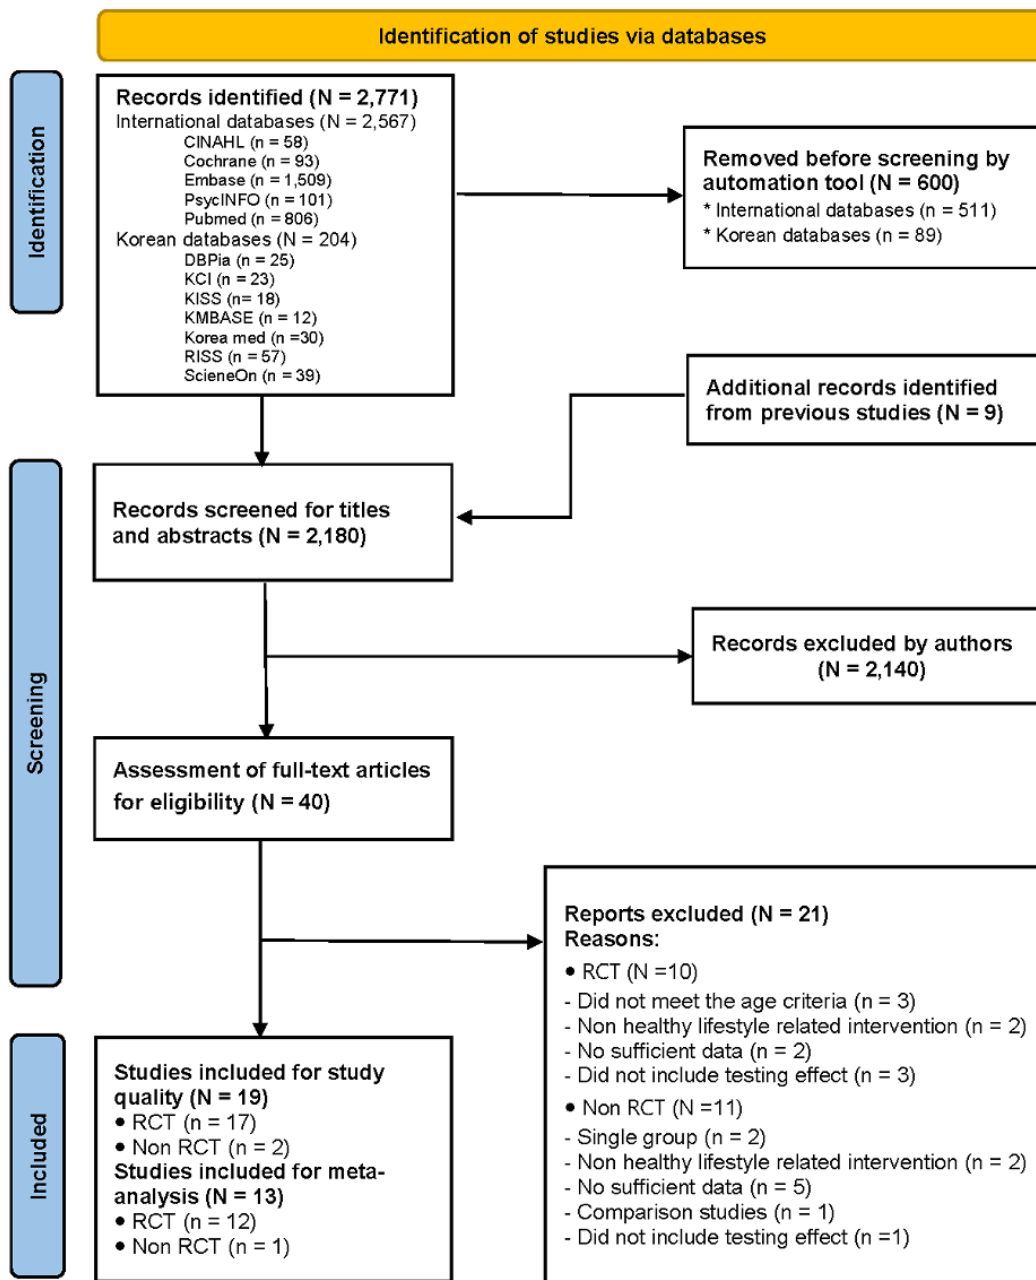 Identification of studies via databases
Identification
Records identified (N = 2,771)
International databases (N = 2,567)
CINAHL (n = 58)
Cochrane (n = 93)
Embase (n = 1,509)
PsycINFO (n = 101)
Pubmed (n = 806)
Korean databases (N = 204)
DBPia (n = 25)
KCI (n = 23)
KISS (n= 18)
KMBASE (n = 12)
Korea med (n =30)
RISS (n = 57)
ScieneOn (n = 39)
Removed before screening by
automation tool (N = 600)
* International databases (n = 511)
* Korean databases (n = 89)
Additional records identified
from previous studies (N = 9)
Screening
Records screened for titles
and abstracts (N = 2,180)
Records excluded by authors
(N = 2,140)
Assessment of full-text articles
for eligibility (N = 40)
Reports excluded (N = 21)
Reasons:
• RCT (N =10)
- Did not meet the age criteria (n = 3)
- Non healthy lifestyle related intervention (n = 2)
- No sufficient data (n = 2)
- Did not include testing effect (n = 3)
• Non RCT (N =11)
- Single group (n = 2)
- Non healthy lifestyle related intervention (n = 2)
- No sufficient data (n = 5)
- Comparison studies (n = 1)
- Did not include testing effect (n =1)
Included
Studies included for study
quality (N = 19)
• RCT (n = 17)
• Non RCT (n = 2)
Studies included for meta-
analysis (N = 13)
• RCT (n = 12)
• Non RCT (n = 1)